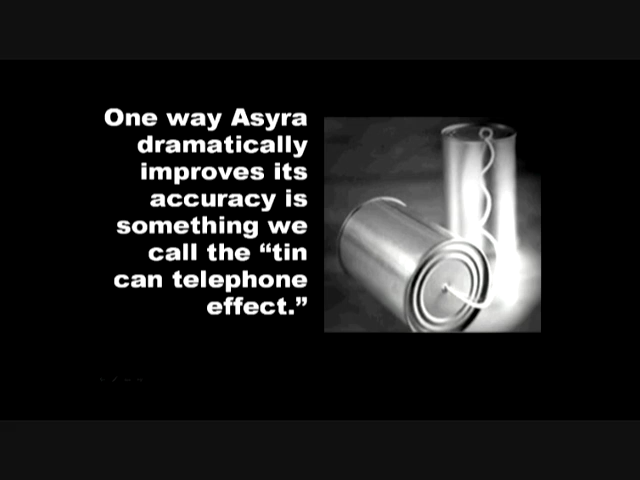 One way Asyra
dramatically
improves its
accuracy is
something we
call the “tin
can telephone
effect.”